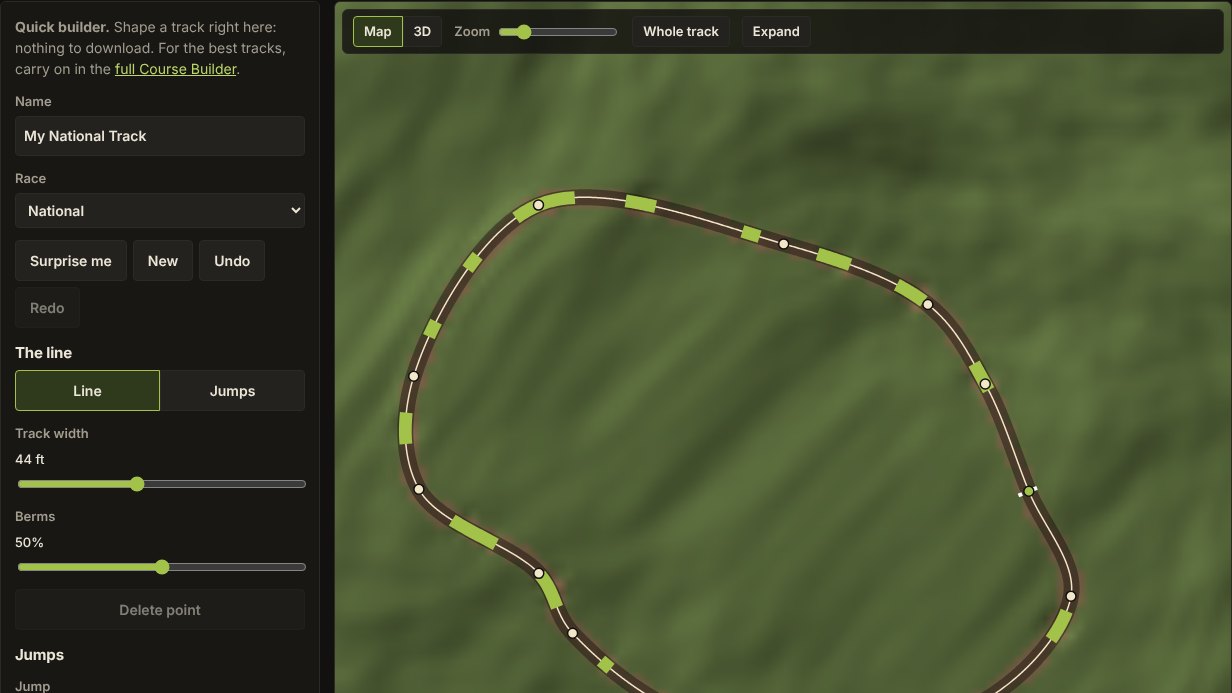 Quick builder. Shape a track right here:
nothing to download. For the best tracks,
carry on in the full Course Builder.
Name
My National Track
Race
National
Surprise me
New
Undo
Redo
The line
Line
Jumps
Track width
44 ft
Berms
50%
Delete point
Jumps
Jump
Map
3D
Zoom
Whole track
Expand